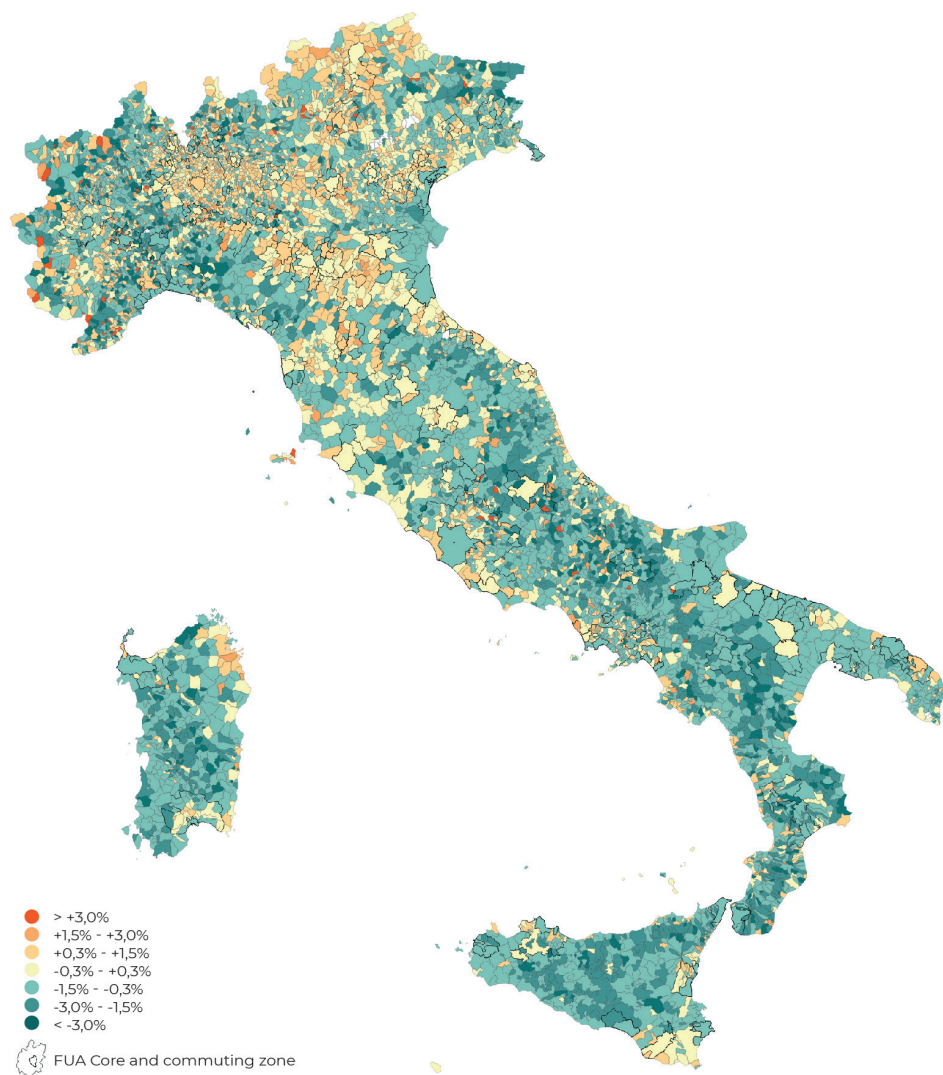 > +3,0%
+1,5% - +3,0%
+0,3% - +1,5%
-0,3% - +0,3%
-1,5% - -0,3%
-3,0% - -1,5%
< -3,0%
FUA Core and commuting zone